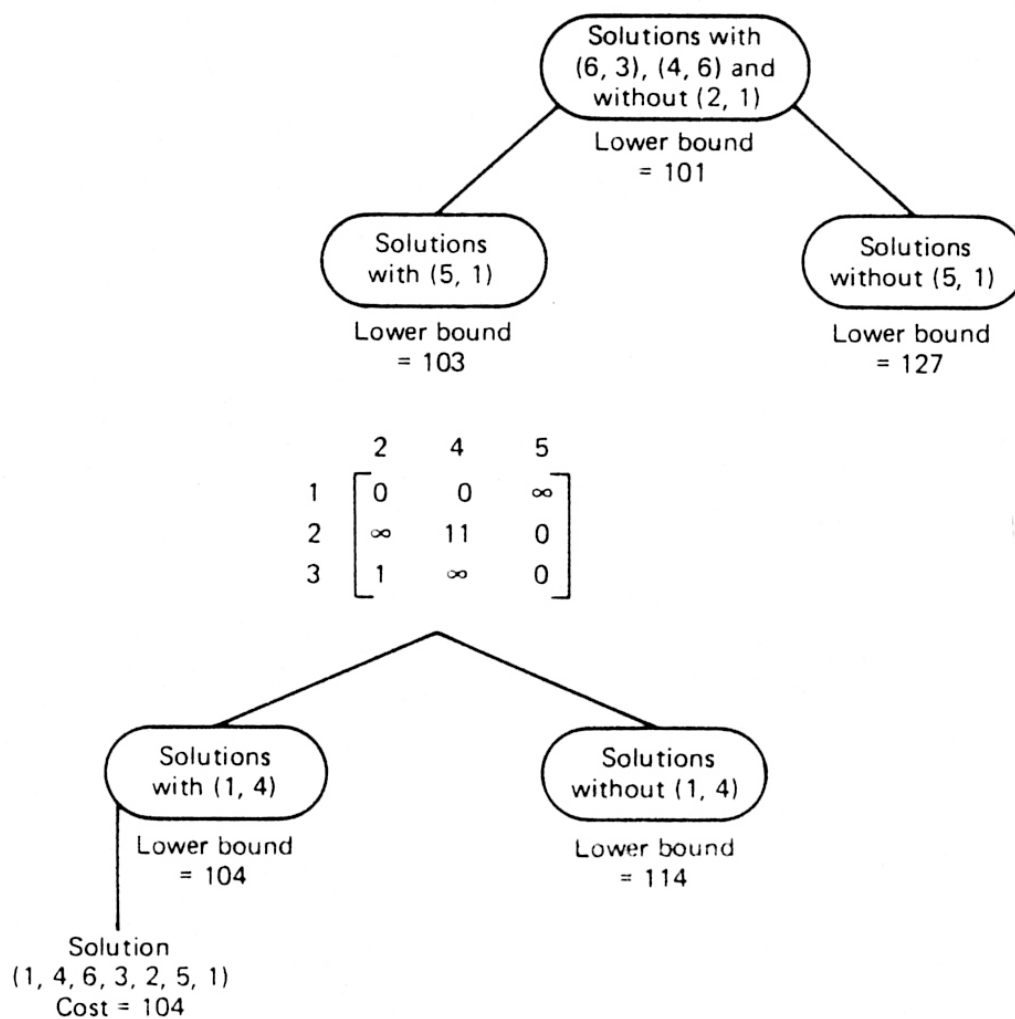 Solutions with
(6, 3), (4, 6) and
without (2, 1)
Lower bound
= 101
Solutions
with (5, 1)
Lower bound
= 103
Solutions
without (5, 1)
Lower bound
= 127
2 4 5
1 0 0 ∞
2 ∞ 11 0
3 1 ∞ 0
Solutions
with (1, 4)
Lower bound
= 104
Solutions
without (1, 4)
Lower bound
= 114
Solution
(1, 4, 6, 3, 2, 5, 1)
Cost = 104